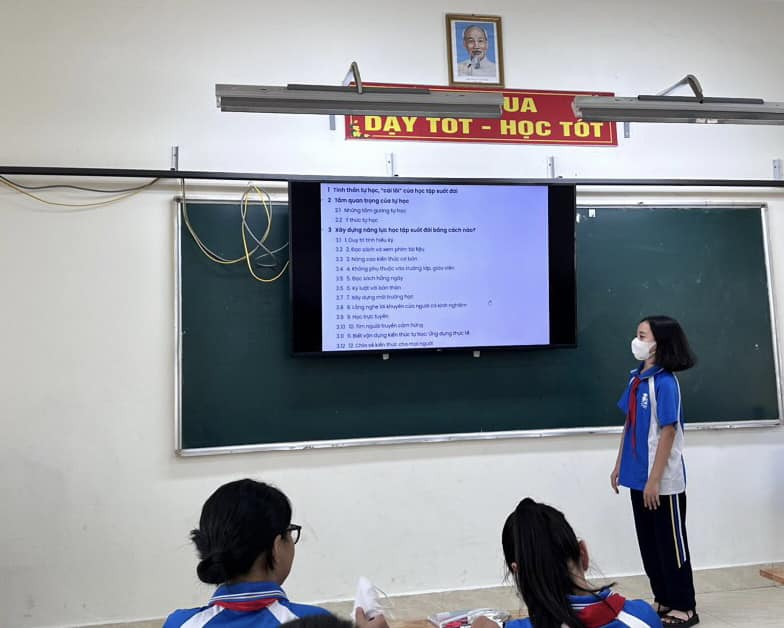 UA
DẠY TỐT - HỌC TỐT
1 Tinh thần tự học, "cái lõi" của học tập suốt đời
2 Tầm quan trọng của tự học
2.1 Những tấm gương tự học
2.2 Ý thức tự học
3 Xây dựng năng lực học tập suốt đời bằng cách nào?
3.1 1. Duy trì tính hiếu kỳ
3.2 2. Đọc sách và xem phim tài liệu
3.3 3. Nâng cao kiến thức cơ bản
3.4 4. Không phụ thuộc vào trường lớp, giáo viên
3.5 5. Đọc sách hằng ngày
3.6 6. Kỷ luật với bản thân
3.7 7. Xây dựng môi trường học
3.8 8. Lắng nghe lời khuyên của người có kinh nghiệm
3.9 9. Học trực tuyến
3.10 10. Tìm người truyền cảm hứng
3.11 11. Biết vận dụng kiến thức tự học: Ứng dụng thực tế
3.12 12. Chia sẻ kiến thức cho mọi người